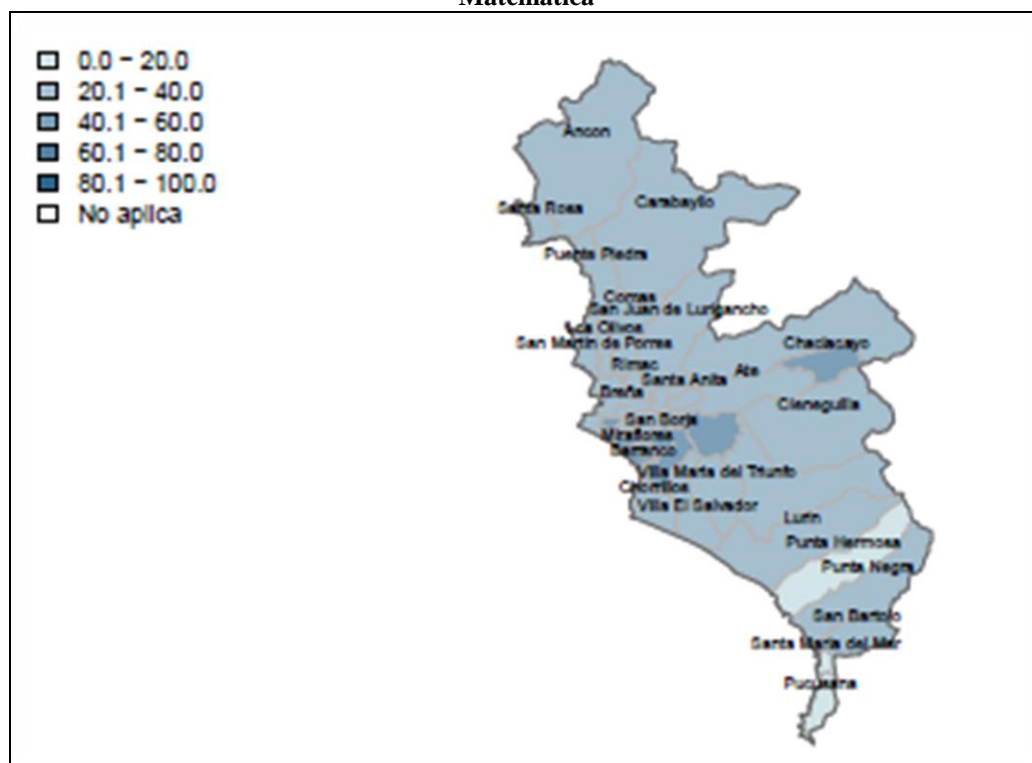 Matemática
0.0 - 20.0
20.1 - 40.0
40.1 - 60.0
60.1 - 80.0
80.1 - 100.0
No aplica
Ancon
Santa Rosa
Carabayllo
Puente Piedra
Comas
San Juan de Lurigancho
Los Olivos
San Martin de Porres
Chaclacayo
Rimac
Ate
Santa Anita
Breña
Cieneguilla
San Borja
Miraflores
Barranco
Villa Maria del Triunfo
Chorrillos
Villa El Salvador
Lurin
Punta Hermosa
Punta Negra
San Bartolo
Santa Maria del Mar
Pucusana